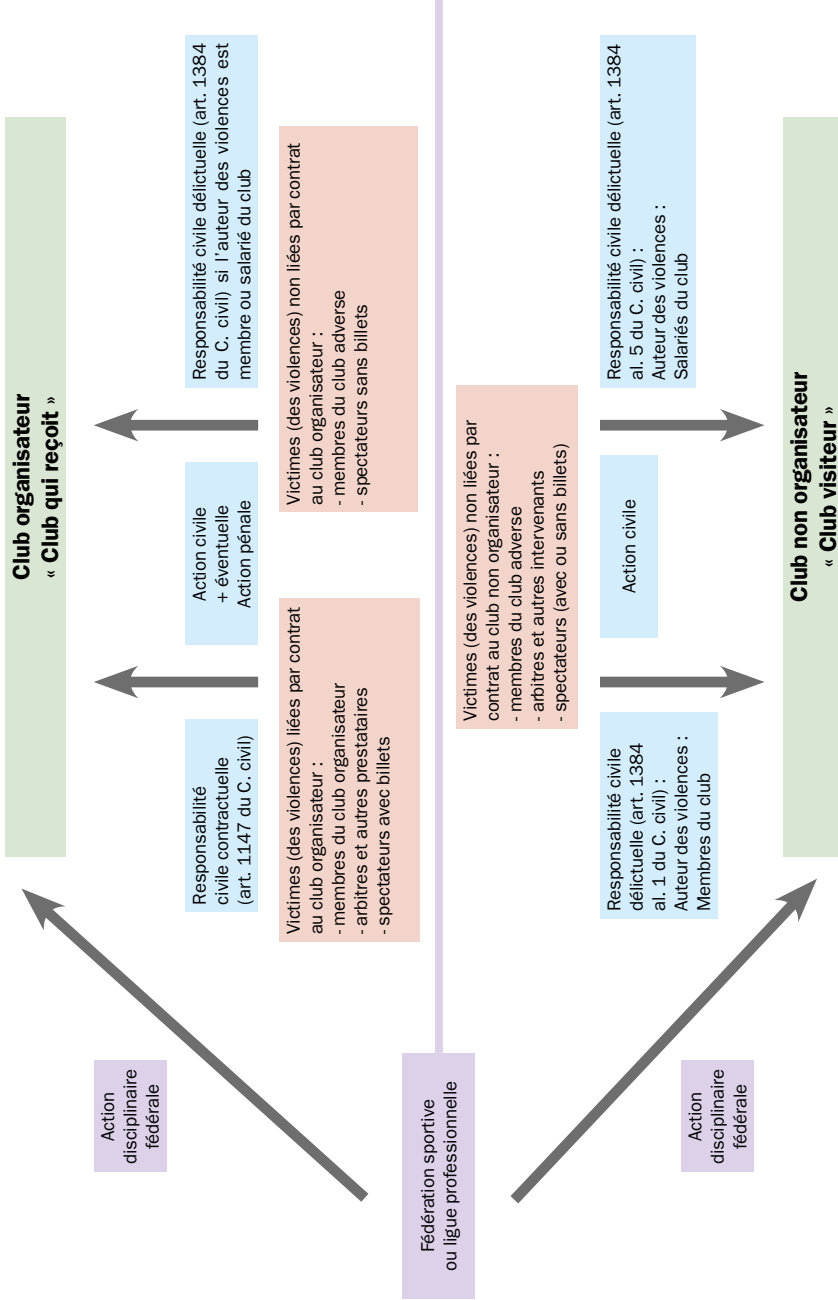 Club organisateur
« Club qui reçoit »
Action
disciplinaire
fédérale
Responsabilité
civile contractuelle
(art. 1147 du C. civil)
Action civile
+ éventuelle
Action pénale
Responsabilité civile délictuelle (art. 1384
du C. civil) si l'auteur des violences est
membre ou salarié du club
Victimes (des violences) liées par contrat
au club organisateur :
- membres du club organisateur
- arbitres et autres prestataires
- spectateurs avec billets
Victimes (des violences) non liées par contrat
au club organisateur :
- membres du club adverse
- spectateurs sans billets
Fédération sportive
ou ligue professionnelle
Victimes (des violences) non liées par
contrat au club non organisateur :
- membres du club adverse
- arbitres et autres intervenants
- spectateurs (avec ou sans billets)
Action
disciplinaire
fédérale
Responsabilité civile
délictuelle (art. 1384
al. 1 du C. civil) :
Auteur des violences :
Membres du club
Action civile
Responsabilité civile délictuelle (art. 1384
al. 5 du C. civil) :
Auteur des violences :
Salariés du club
Club non organisateur
« Club visiteur »